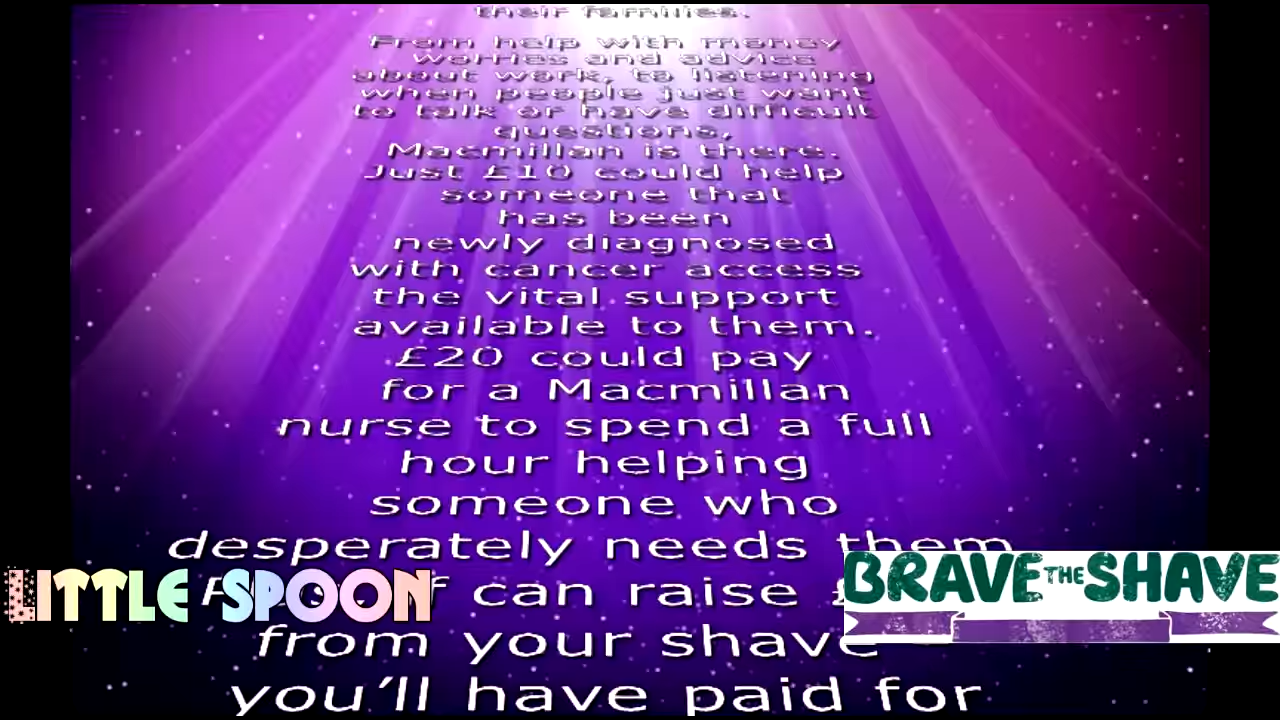 their families.
From help with money
worries and advice
about work, to listening
when people just want
to talk or have difficult
questions,
Macmillan is there.
Just £10 could help
someone that
has been
newly diagnosed
with cancer access
the vital support
available to them.
£20 could pay
for a Macmillan
nurse to spend a full
hour helping
someone who
desperately needs them
can raise
from your shave
you’ll have paid for
LITTLE SPOON
BRAVE THE SHAVE